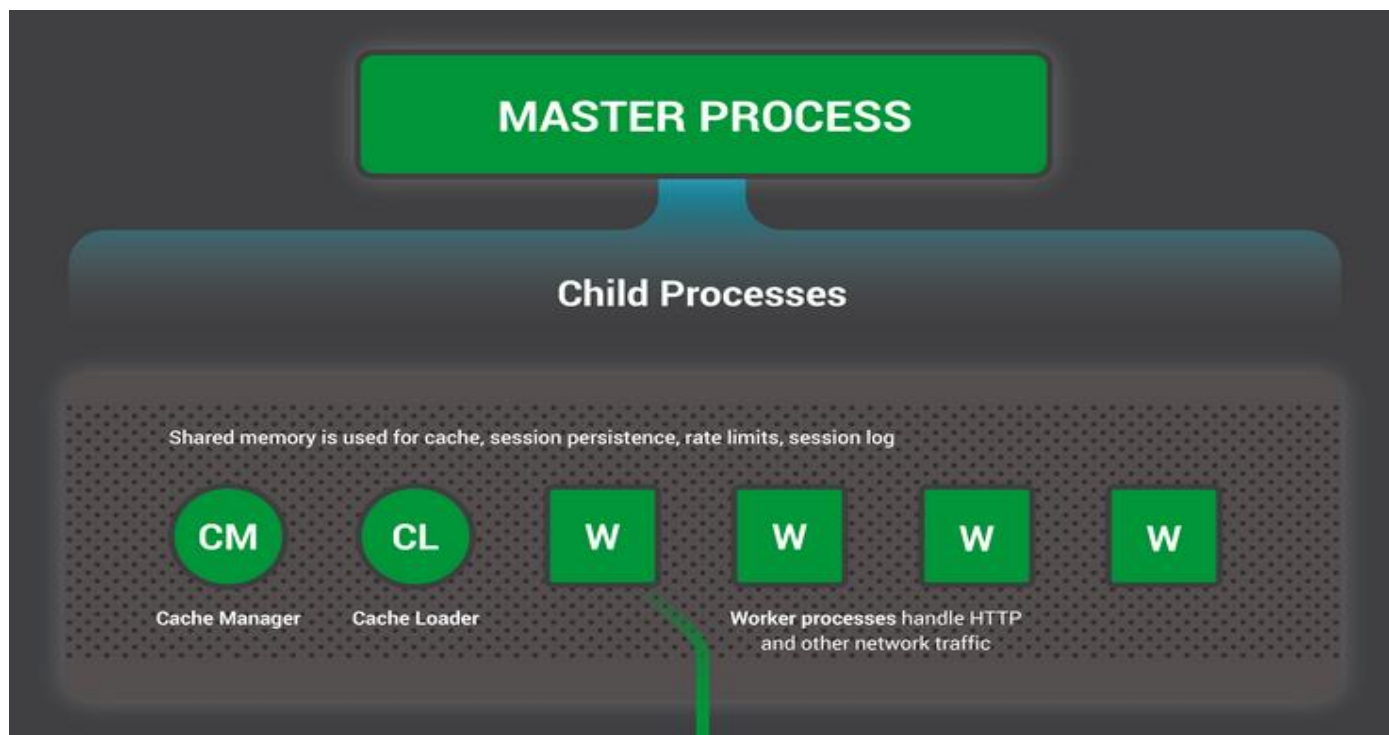 MASTER PROCESS
Child Processes
Shared memory is used for cache, session persistence, rate limits, session log
CM
CL
W
W
W
W
Cache Manager
Cache Loader
Worker processes handle HTTP
and other network traffic